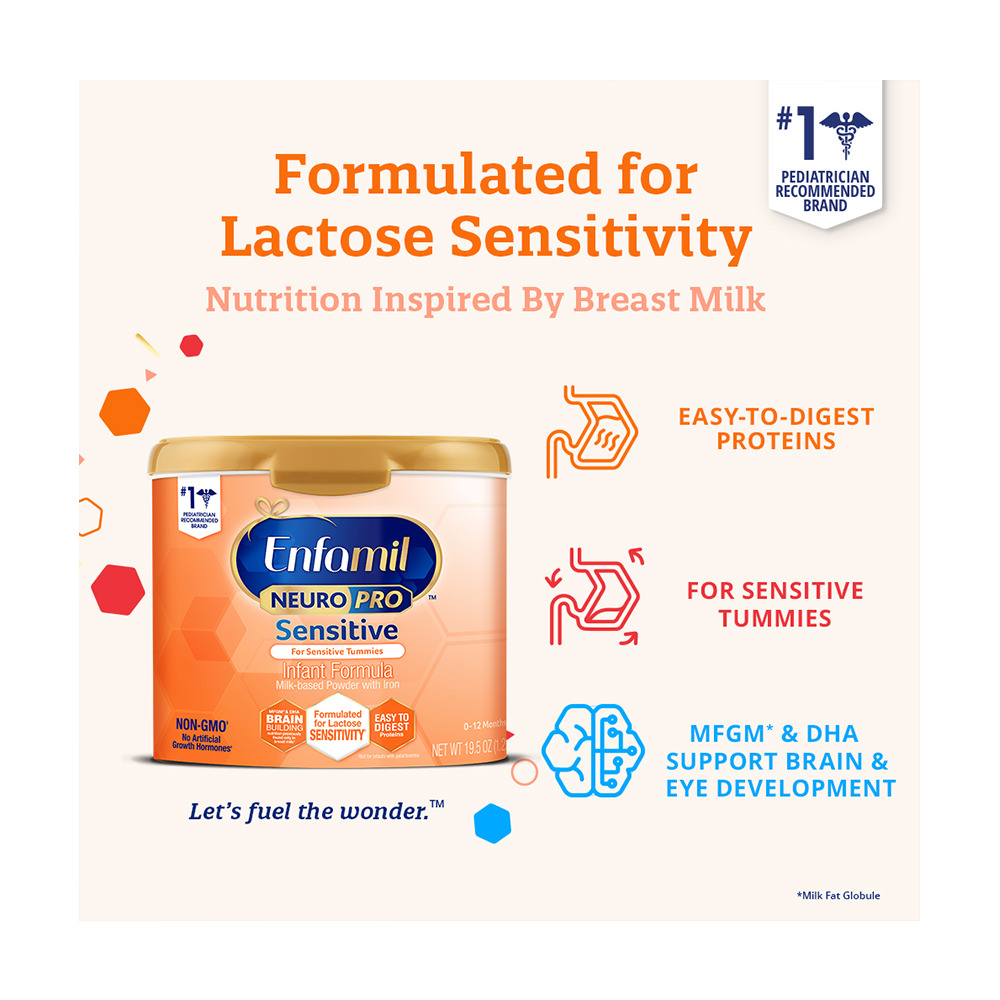 #1
PEDIATRICIAN
RECOMMENDED
BRAND
Formulated for
Lactose Sensitivity
Nutrition Inspired By Breast Milk
EASY-TO-DIGEST
PROTEINS
FOR SENSITIVE
TUMMIES
MFGM* & DHA
SUPPORT BRAIN &
EYE DEVELOPMENT
#1
PEDIATRICIAN
RECOMMENDED
BRAND
Enfamil
NEURO PRO™
Sensitive
For Sensitive Tummies
Infant Formula
Milk-based Powder with Iron
NON-GMO
No Artificial
Growth Hormones
MFGM* & DHA
BRAIN
BUILDING
Formulated
for Lactose
SENSITIVITY
EASY TO
DIGEST
Proteins
0-12 Months
NET WT 19.5 OZ
Let's fuel the wonder.™
*Milk Fat Globule